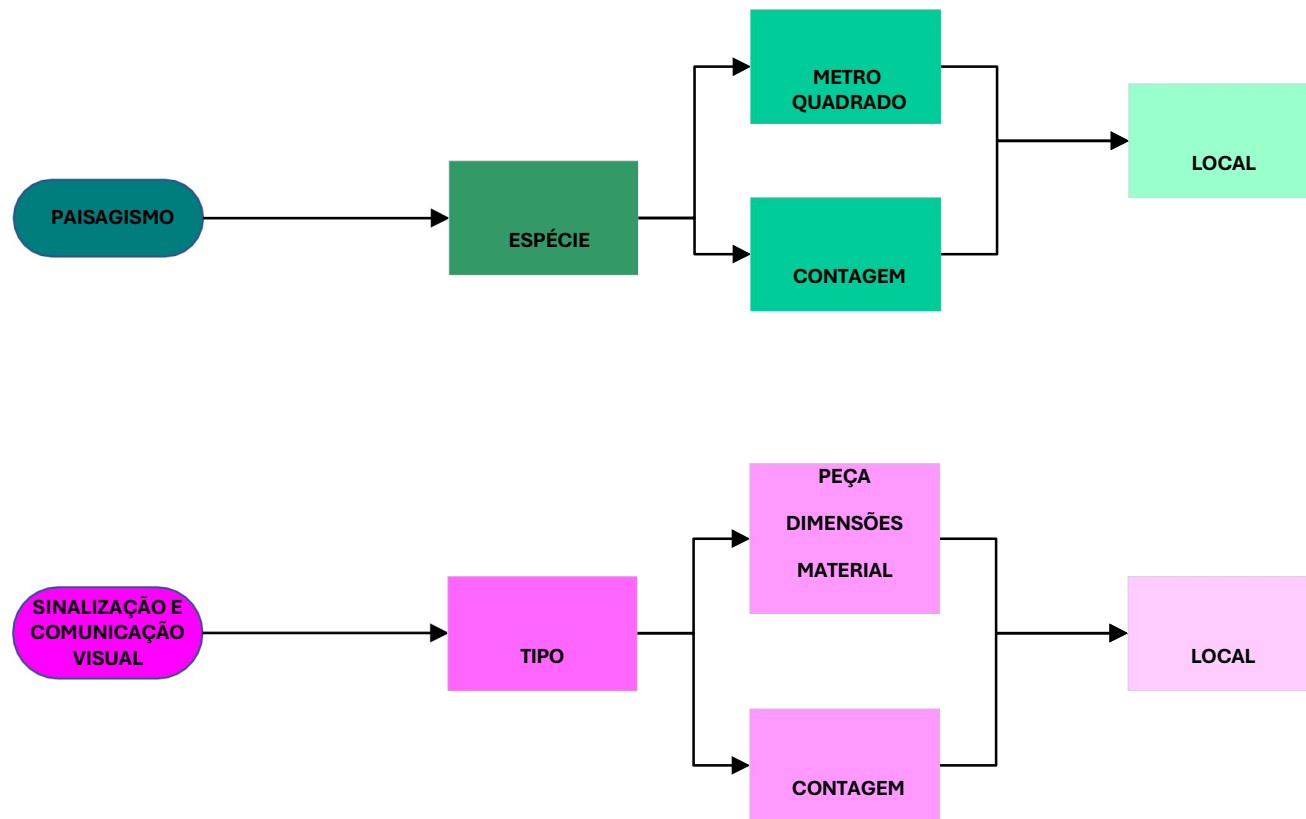 PAISAGISMO
ESPÉCIE
METRO
QUADRADO
CONTAGEM
LOCAL
SINALIZAÇÃO E
COMUNICAÇÃO
VISUAL
TIPO
PEÇA
DIMENSÕES
MATERIAL
CONTAGEM
LOCAL